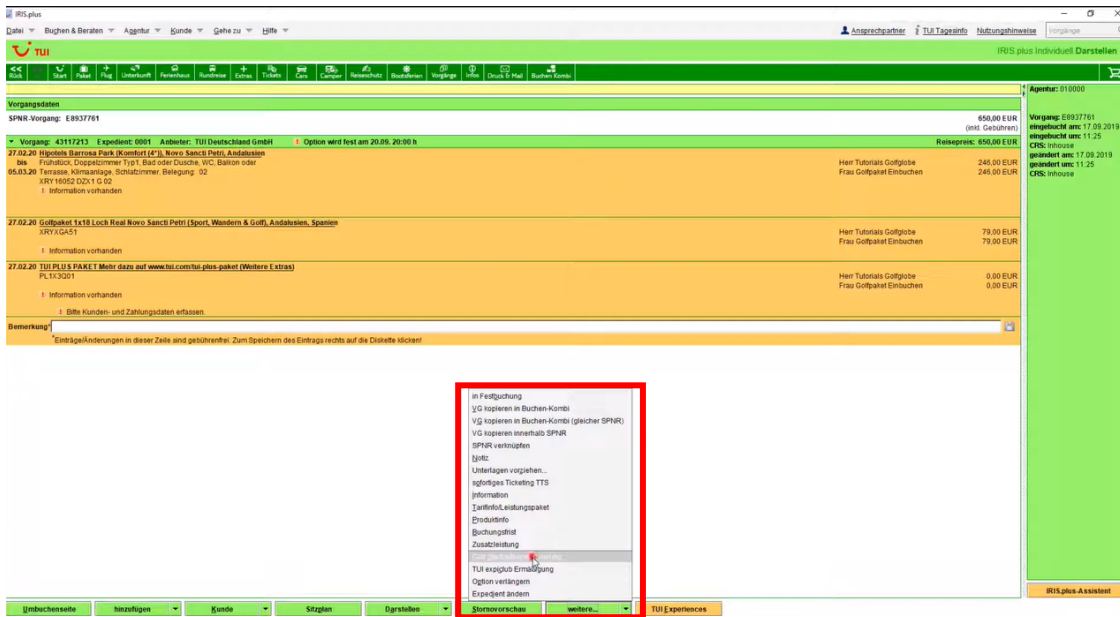 IRIS.plus
Datei Buchen & Beraten Agentur Kunde Gehe zu Hilfe
Ansprechpartner TUI Tagesinfo Nutzungshinweise Vorgänge
TUI
IRIS.plus Individuell Darstellen
Rück Start Paket Flug Unterkunft Ferienhaus Rundreise Extras Tickets Cars Camper Reiseschutz Bootsferien Vorgänge Infos Druck & Mail Buchen Kombi
Agentur: 010000
Vorgangsdaten
SPNR-Vorgang: E8937761 650,00 EUR
(inkl. Gebühren)
Vorgang: E8937761
eingebucht am: 17.09.2019
eingebucht um: 11:25
CRS: Inhouse
geändert am: 17.09.2019
geändert um: 11:25
CRS: Inhouse
Vorgang: 43117213 Expedient: 0001 Anbieter: TUI Deutschland GmbH ! Option wird fest am 20.09. 20:00 h Reisepreis: 650,00 EUR
27.02.20 Hipotels Barrosa Park (Komfort (4*)), Novo Sancti Petri, Andalusien
bis Frühstück, Doppelzimmer Typ1, Bad oder Dusche, WC, Balkon oder Herr Tutorials Golfglobe 246,00 EUR
05.03.20 Terrasse, Klimaanlage, Schlafzimmer, Belegung: 02 Frau Golfpaket Einbuchen 246,00 EUR
XRY 16052 DZX1 G 02
! Information vorhanden
27.02.20 Golfpaket 1x18 Loch Real Novo Sancti Petri (Sport, Wandern & Golf), Andalusien, Spanien
XRYXGA51 Herr Tutorials Golfglobe 79,00 EUR
Frau Golfpaket Einbuchen 79,00 EUR
! Information vorhanden
27.02.20 TUI PLUS PAKET Mehr dazu auf www.tui.com/tui-plus-paket (Weitere Extras)
PL1X3Q01 Herr Tutorials Golfglobe 0,00 EUR
Frau Golfpaket Einbuchen 0,00 EUR
! Information vorhanden
! Bitte Kunden- und Zahlungsdaten erfassen.
Bemerkung*
*Einträge/Änderungen in dieser Zeile sind gebührenfrei. Zum Speichern des Eintrags rechts auf die Diskette klicken!
in Festbuchung
VG kopieren in Buchen-Kombi
VG kopieren in Buchen-Kombi (gleicher SPNR)
VG kopieren innerhalb SPNR
SPNR verknüpfen
Notiz
Unterlagen vorziehen...
sofortiges Ticketing TTS
Information
Tarifinfo/Leistungspaket
Produktinfo
Buchungsfrist
Zusatzleistung
TUI expiclub Ermäßigung
Option verlängern
Expedient ändern
IRIS.plus-Assistent
Umbuchenseite hinzufügen Kunde Sitzplan Darstellen Stornovorschau weitere... TUI Experiences